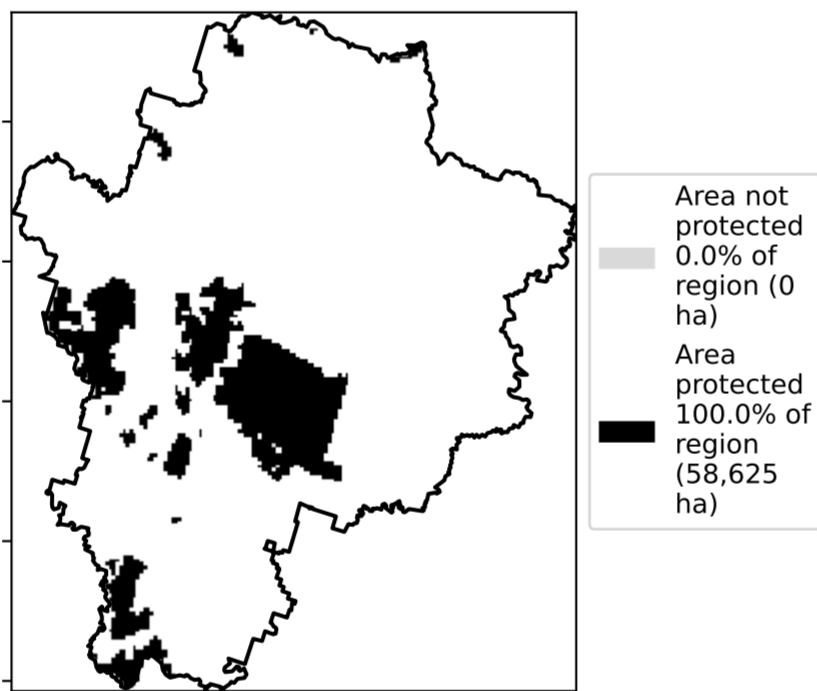 Area not
protected
0.0% of
region (0
ha)
Area
protected
100.0% of
region
(58,625
ha)